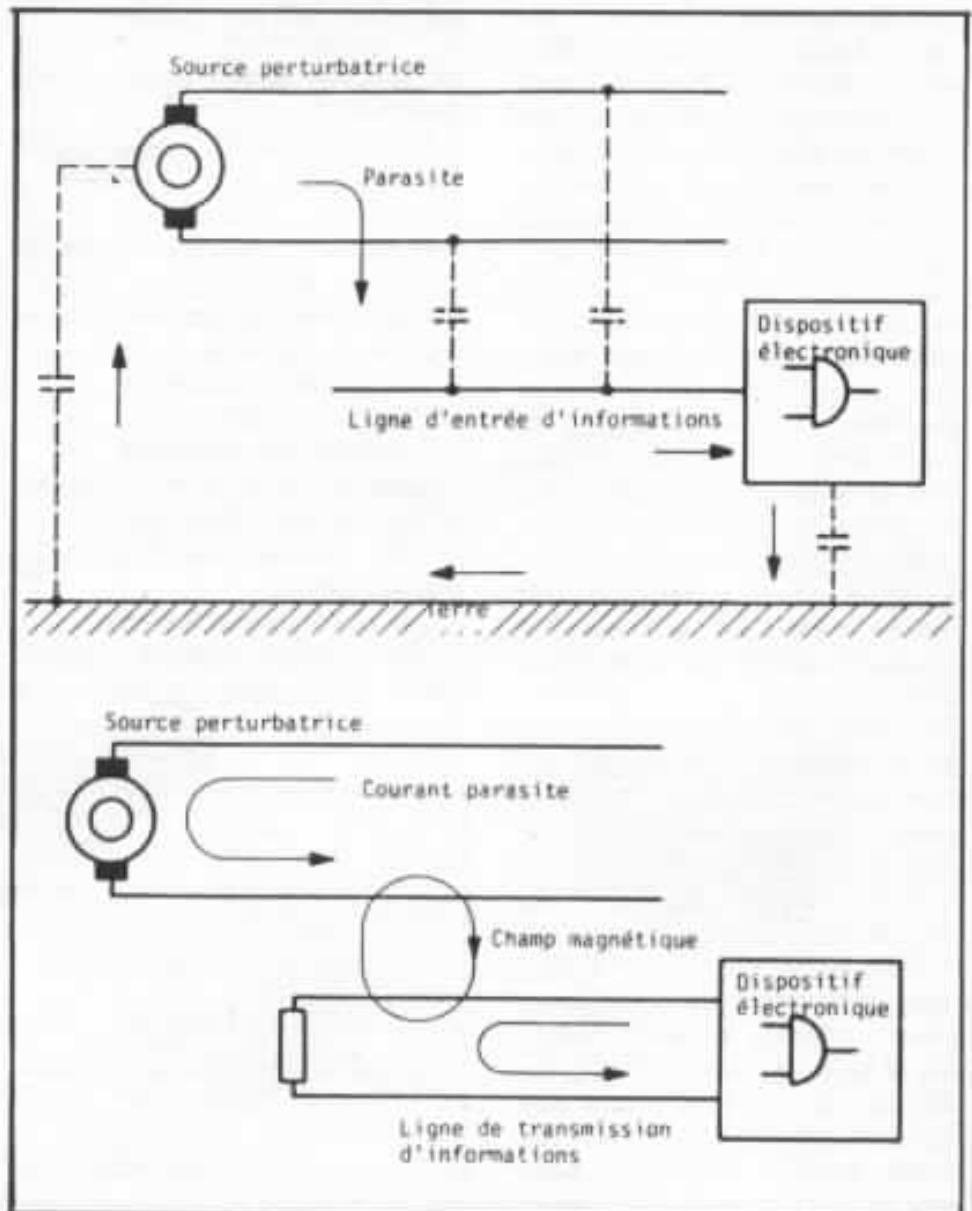 Source perturbatrice
Parasite
Dispositif
électronique
Ligne d'entrée d'informations
Terre
Source perturbatrice
Courant parasite
Champ magnétique
Dispositif
électronique
Ligne de transmission
d'informations